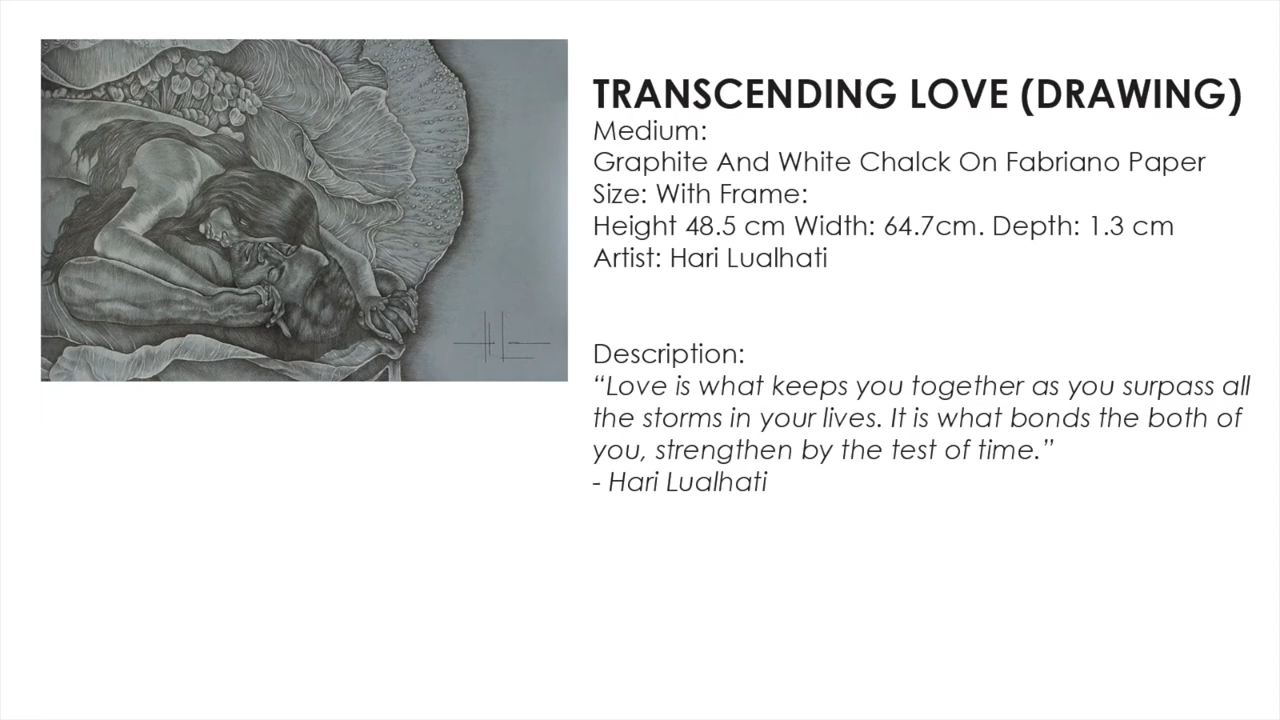 TRANSCENDING LOVE (DRAWING)
Medium:
Graphite And White Chalck On Fabriano Paper
Size: With Frame:
Height 48.5 cm Width: 64.7cm. Depth: 1.3 cm
Artist: Hari Lualhati
Description:
“Love is what keeps you together as you surpass all
the storms in your lives. It is what bonds the both of
you, strengthen by the test of time.”
- Hari Lualhati